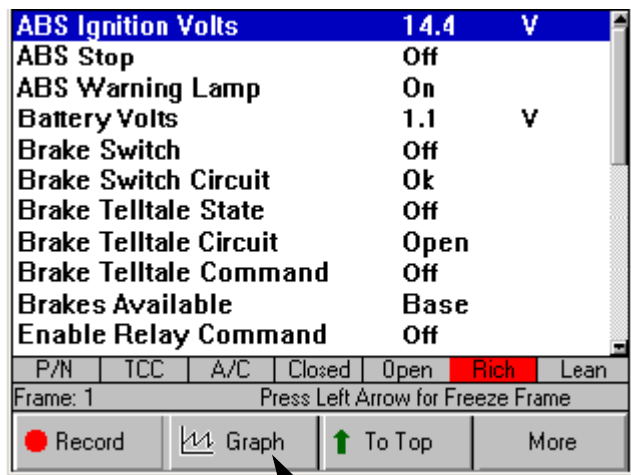 ABS Ignition Volts 14.4 V
ABS Stop Off
ABS Warning Lamp On
Battery Volts 1.1 V
Brake Switch Off
Brake Switch Circuit Ok
Brake Telltale State Off
Brake Telltale Circuit Open
Brake Telltale Command Off
Brakes Available Base
Enable Relay Command Off
P/N TCC A/C Closed Open Rich Lean
Frame: 1 Press Left Arrow for Freeze Frame
Record Graph To Top More